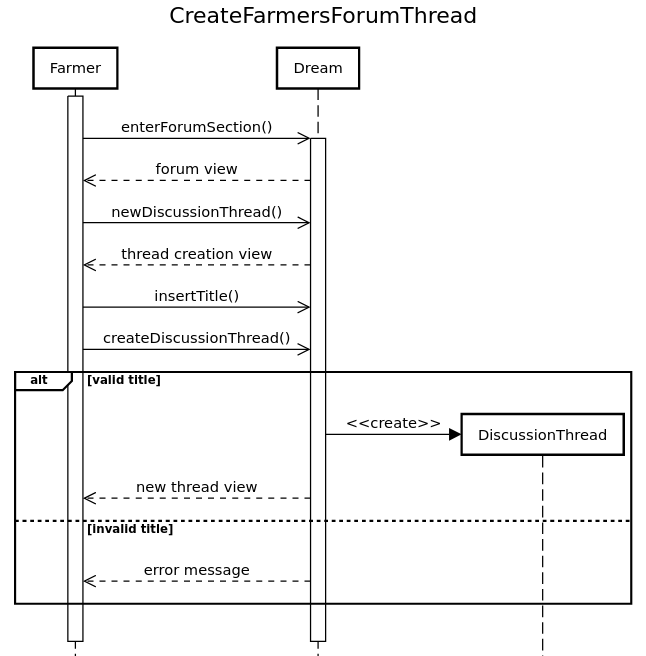 CreateFarmersForumThread
Farmer
Dream
enterForumSection()
forum view
newDiscussionThread()
thread creation view
insertTitle()
createDiscussionThread()
alt
[valid title]
<<create>>
DiscussionThread
new thread view
[invalid title]
error message